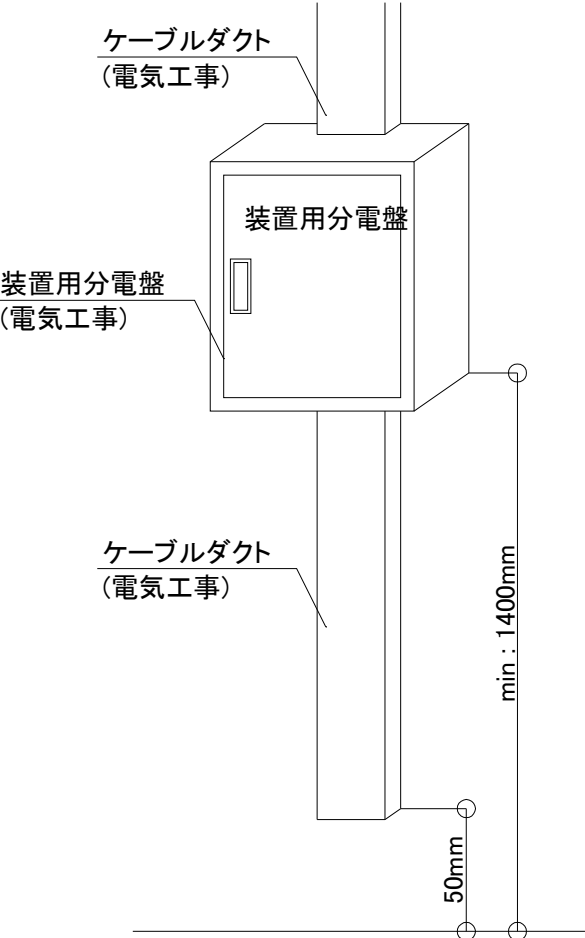 ケーブルダクト
(電気工事)
装置用分電盤
装置用分電盤
(電気工事)
ケーブルダクト
(電気工事)
min : 1400mm
50mm